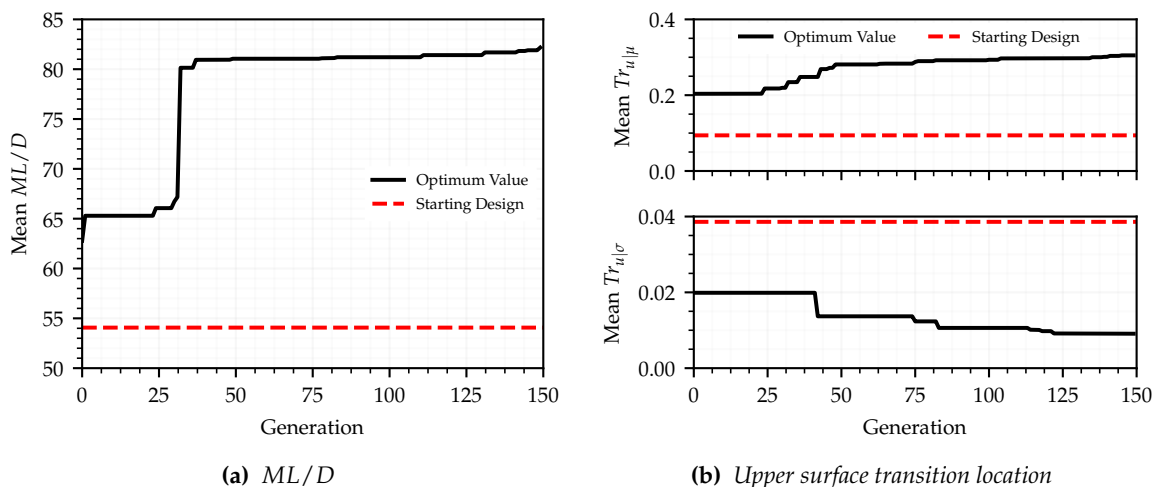 85
80
75
70
65
60
55
50
Mean ML/D
Optimum Value
Starting Design
0 25 50 75 100 125 150
Generation
(a) ML/D
0.4
0.2
0.0
Mean Tr_{u|μ}
Optimum Value Starting Design
0.04
0.02
0.00
Mean Tr_{u|σ}
0 25 50 75 100 125 150
Generation
(b) Upper surface transition location